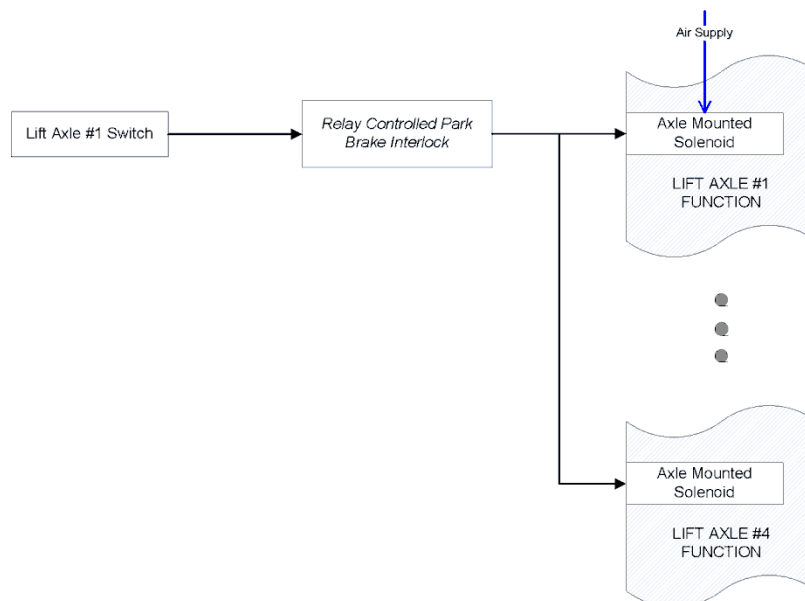 Air Supply
Lift Axle #1 Switch
Relay Controlled Park
Brake Interlock
Axle Mounted
Solenoid
LIFT AXLE #1
FUNCTION
Axle Mounted
Solenoid
LIFT AXLE #4
FUNCTION